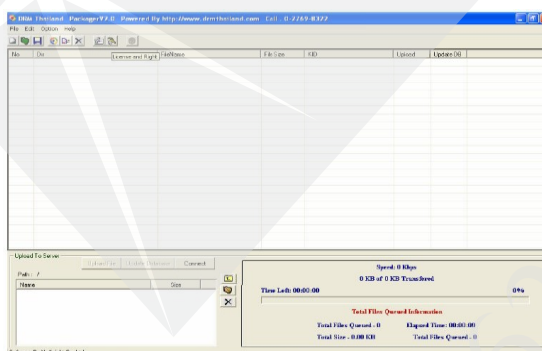 DRM Thailand PackagerV2.0. Powered By http://www.drmthailand.com Call . 0-2769-8322
File Edit Option Help
No De License and Right FileName File Size KID Upload Update DB
Upload To Server
Connect
Path : /
Name Size
Speed: 0 Kbps
0 KB of 0 KB Transfered
Time Left: 00:00:00 0%
Total Files Queued Information
Total Files Queued - 0 Elapsed Time: 00:00:00
Total Size - 0.00 KB Total Files Queued - 0